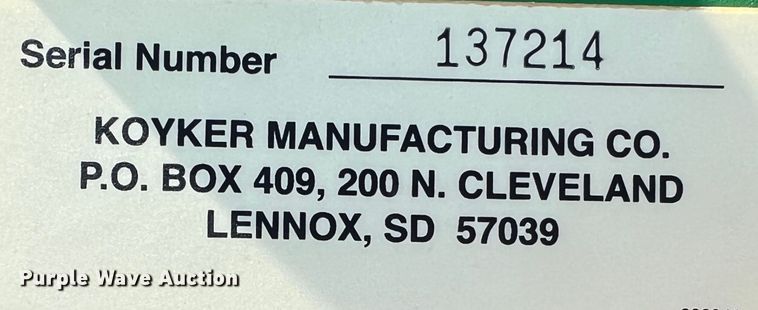 Serial Number 137214
KOYKER MANUFACTURING CO.
P.O. BOX 409, 200 N. CLEVELAND
LENNOX, SD 57039
Purple Wave Auction